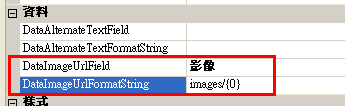 資料
DataAlternateTextField
DataAlternateTextFormatString
DataImageUrlField 影像
DataImageUrlFormatString images/{0}
樣式